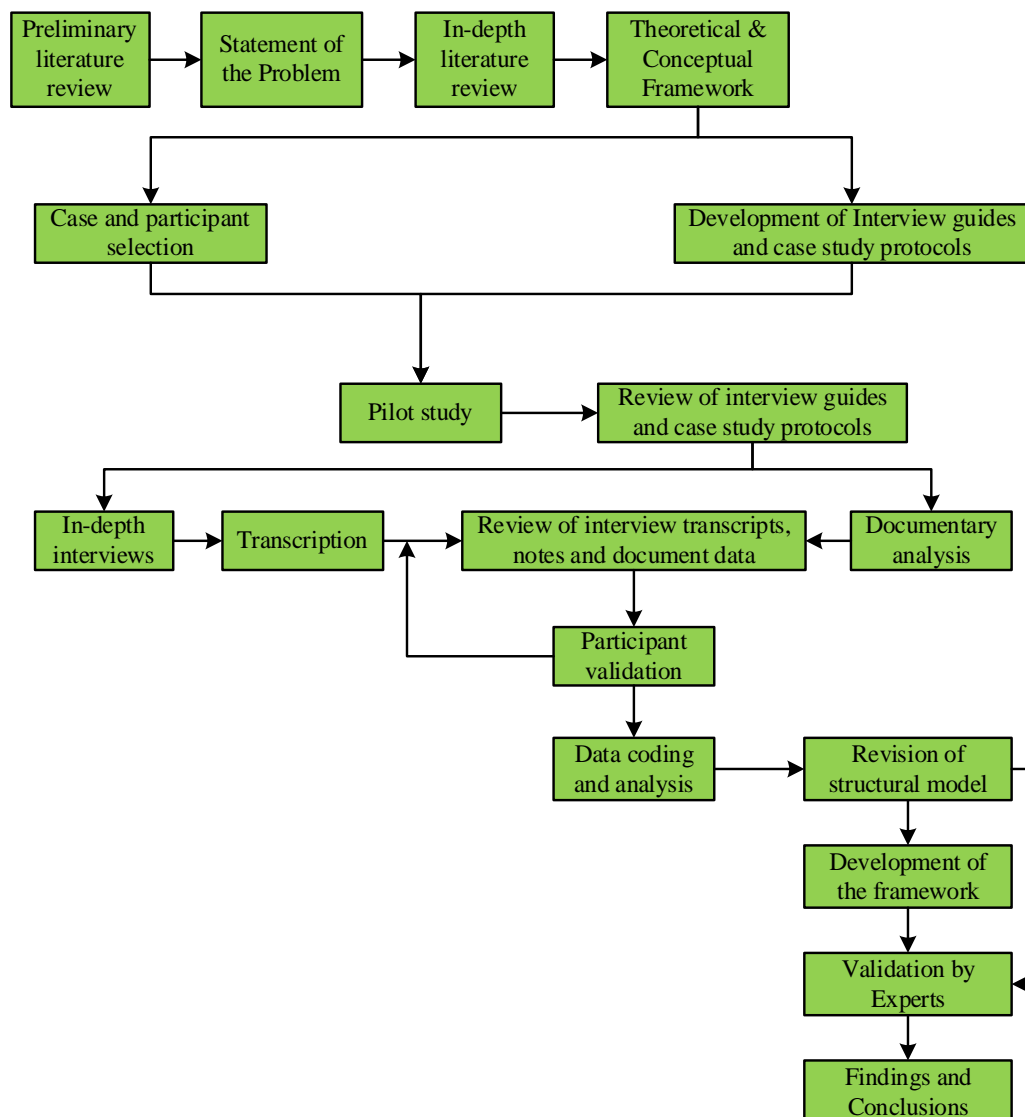 Preliminary
literature
review
Statement of
the Problem
In-depth
literature
review
Theoretical &
Conceptual
Framework
Case and participant
selection
Development of Interview guides
and case study protocols
Pilot study
Review of interview guides
and case study protocols
In-depth
interviews
Transcription
Review of interview transcripts,
notes and document data
Documentary
analysis
Participant
validation
Data coding
and analysis
Revision of
structural model
Development of
the framework
Validation by
Experts
Findings and
Conclusions